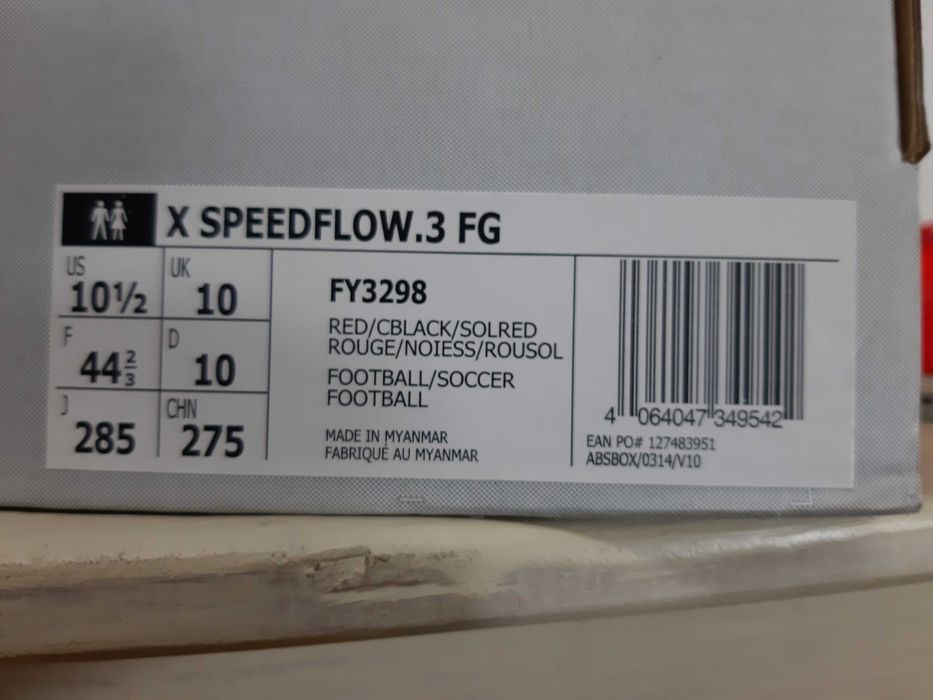 X SPEEDFLOW.3 FG
US
10½
UK
10
F
44⅔
D
10
J
285
CHN
275
FY3298
RED/CBLACK/SOLRED
ROUGE/NOIESS/ROUSOL
FOOTBALL/SOCCER
FOOTBALL
MADE IN MYANMAR
FABRIQUÉ AU MYANMAR
4 064047 349542
EAN PO# 127483951
ABSBOX/0314/V10